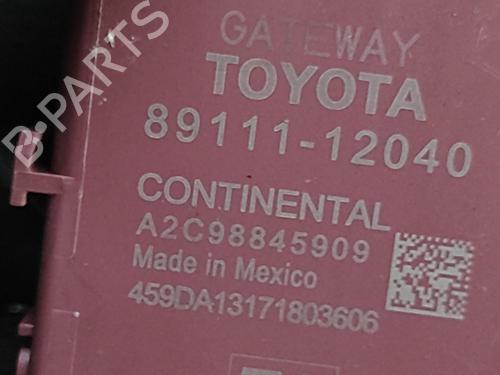 GATEWAY
TOYOTA
89111-12040
CONTINENTAL
A2C98845909
Made in Mexico
459DA13171803606
B-PARTS